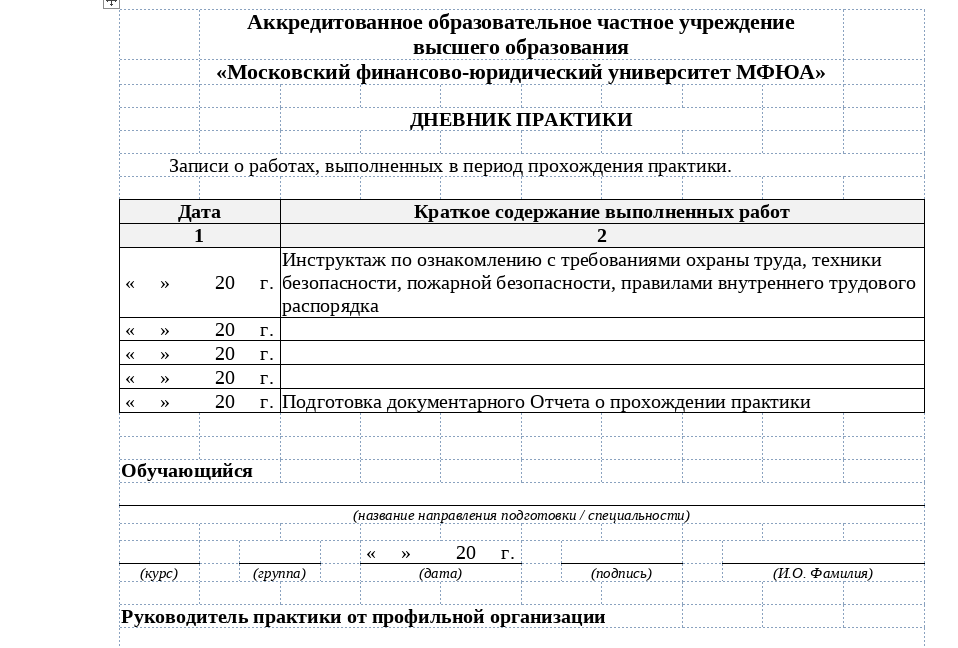 Аккредитованное образовательное частное учреждение
высшего образования
«Московский финансово-юридический университет МФЮА»
ДНЕВНИК ПРАКТИКИ
Записи о работах, выполненных в период прохождения практики.
Дата Краткое содержание выполненных работ
1 2
Инструктаж по ознакомлению с требованиями охраны труда, техники
« » 20 г. безопасности, пожарной безопасности, правилами внутреннего трудового
распорядка
« » 20 г.
« » 20 г.
« » 20 г.
« » 20 г. Подготовка документарного Отчета о прохождении практики
Обучающийся
(название направления подготовки / специальности)
« » 20 г.
(курс) (группа) (дата) (подпись) (И.О. Фамилия)
Руководитель практики от профильной организации